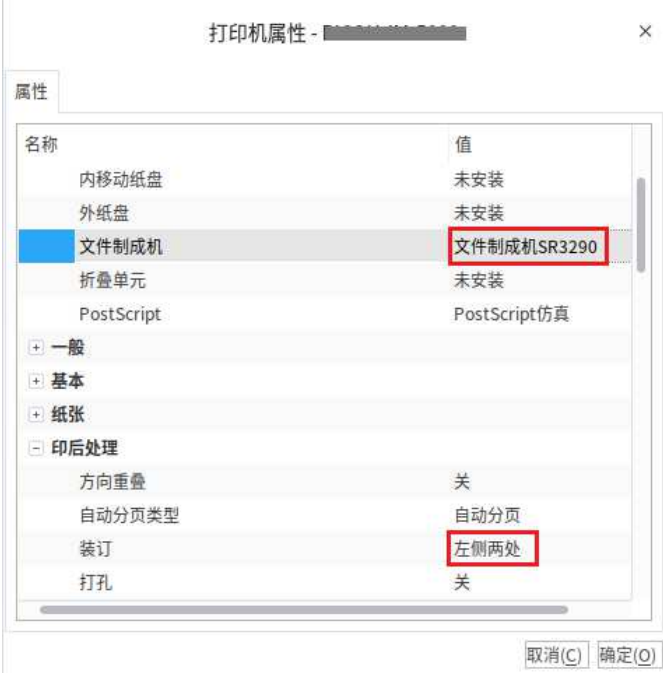 打印机属性 -
属性
名称 值
内移动纸盘 未安装
外纸盘 未安装
文件制成机 文件制成机SR3290
折叠单元 未安装
PostScript PostScript仿真
一般
基本
纸张
印后处理
方向重叠 关
自动分页类型 自动分页
装订 左侧两处
打孔 关
取消(C) 确定(O)